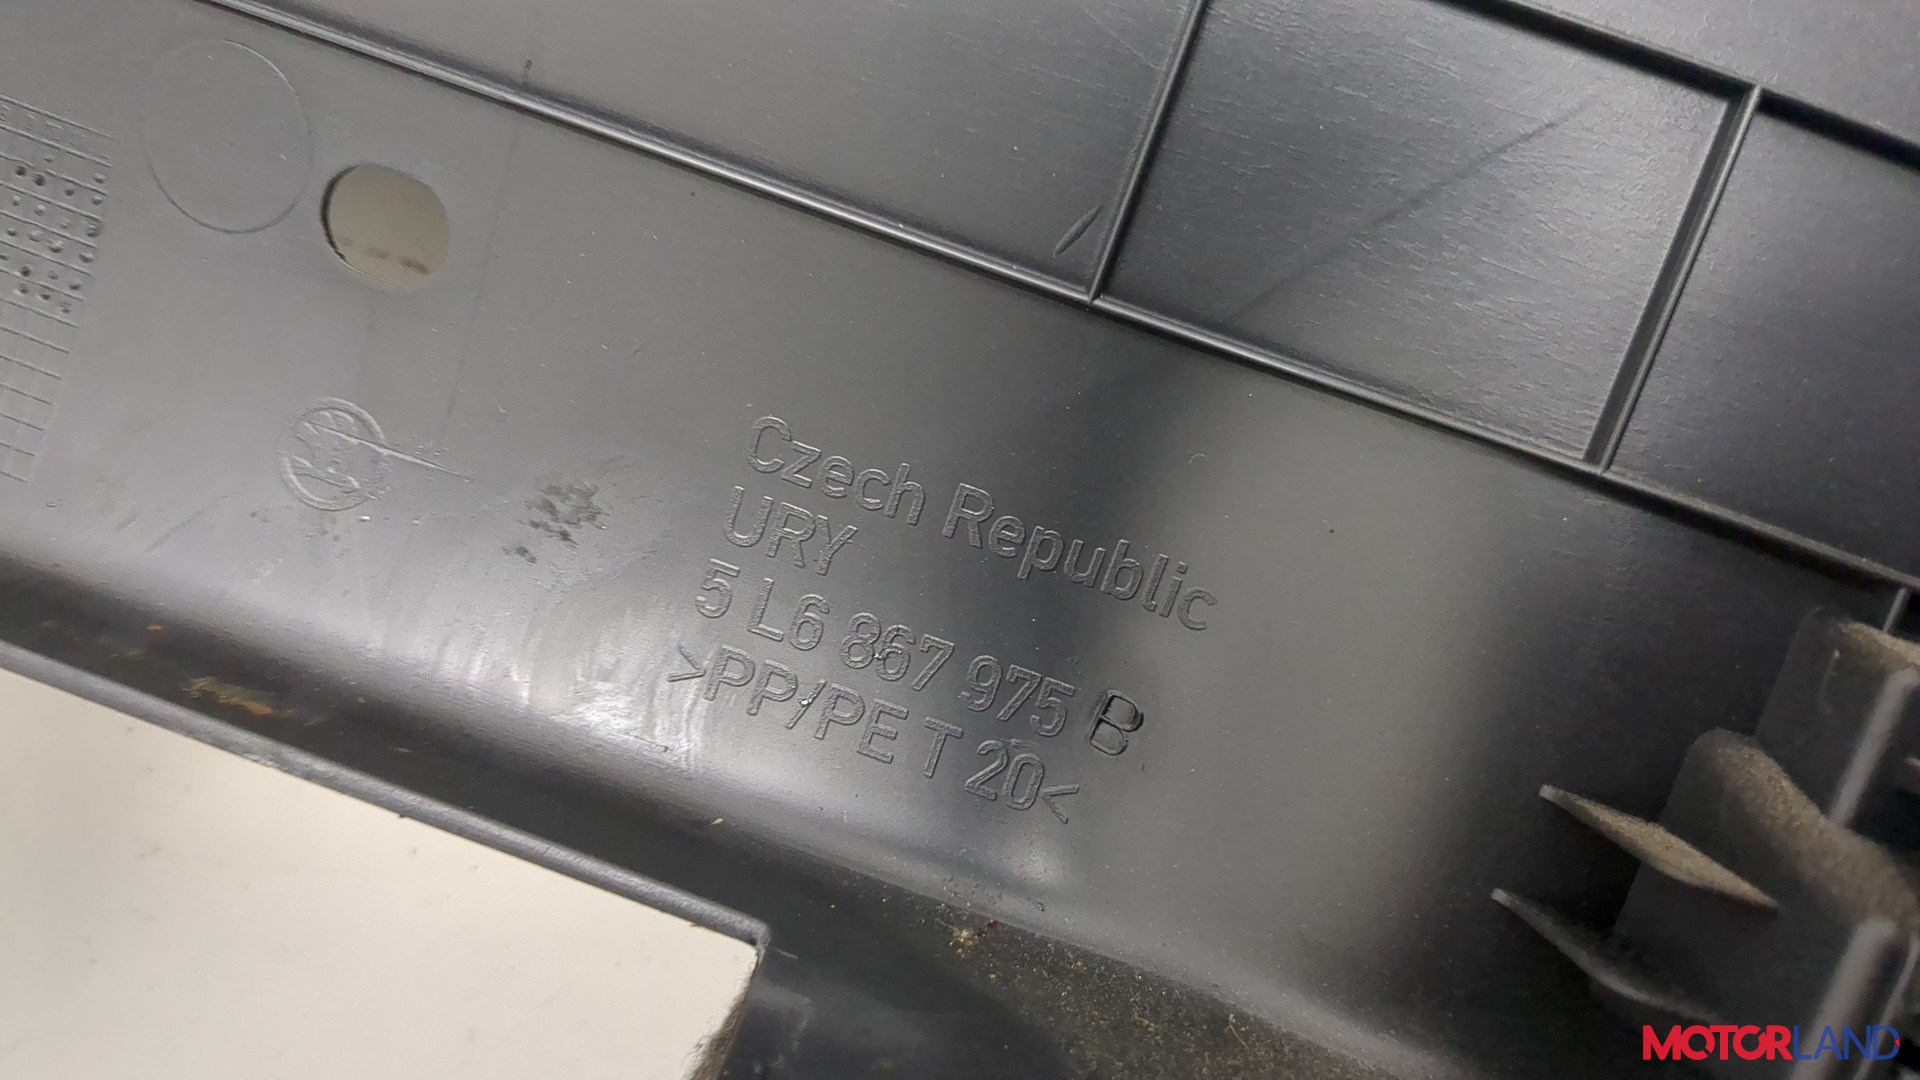 Czech Republic
URY
5 L6 867 975 B
>PP/PE T 20<
MOTORLAND